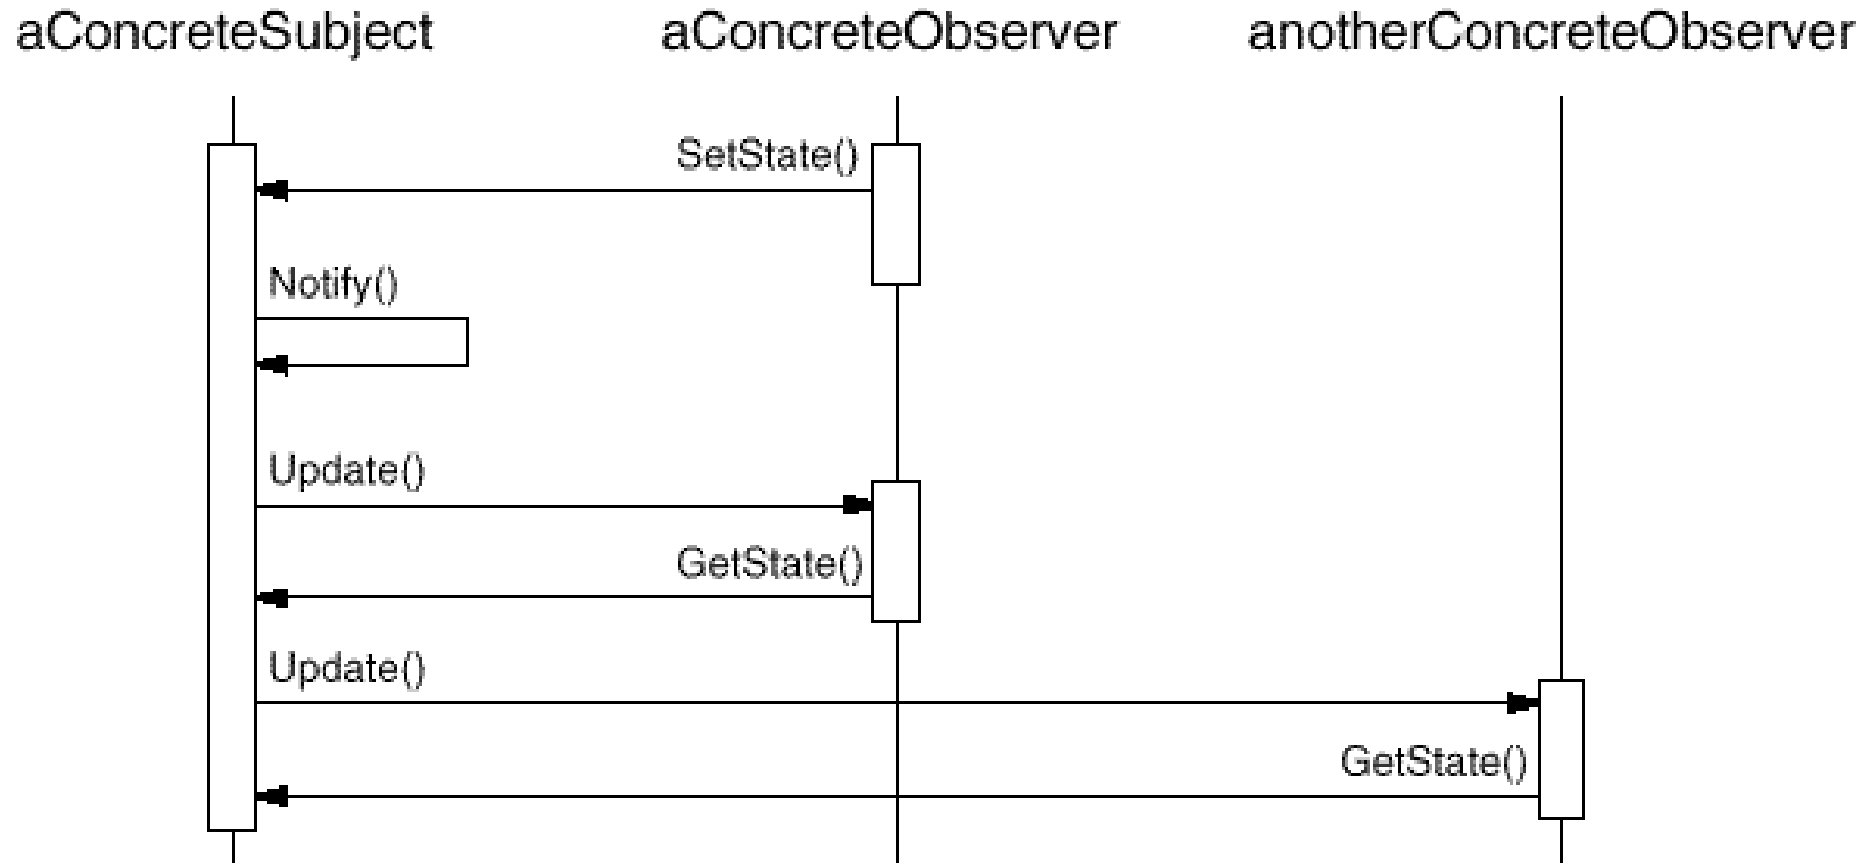 aConcreteSubject aConcreteObserver anotherConcreteObserver
SetState()
Notify()
Update()
GetState()
Update()
GetState()